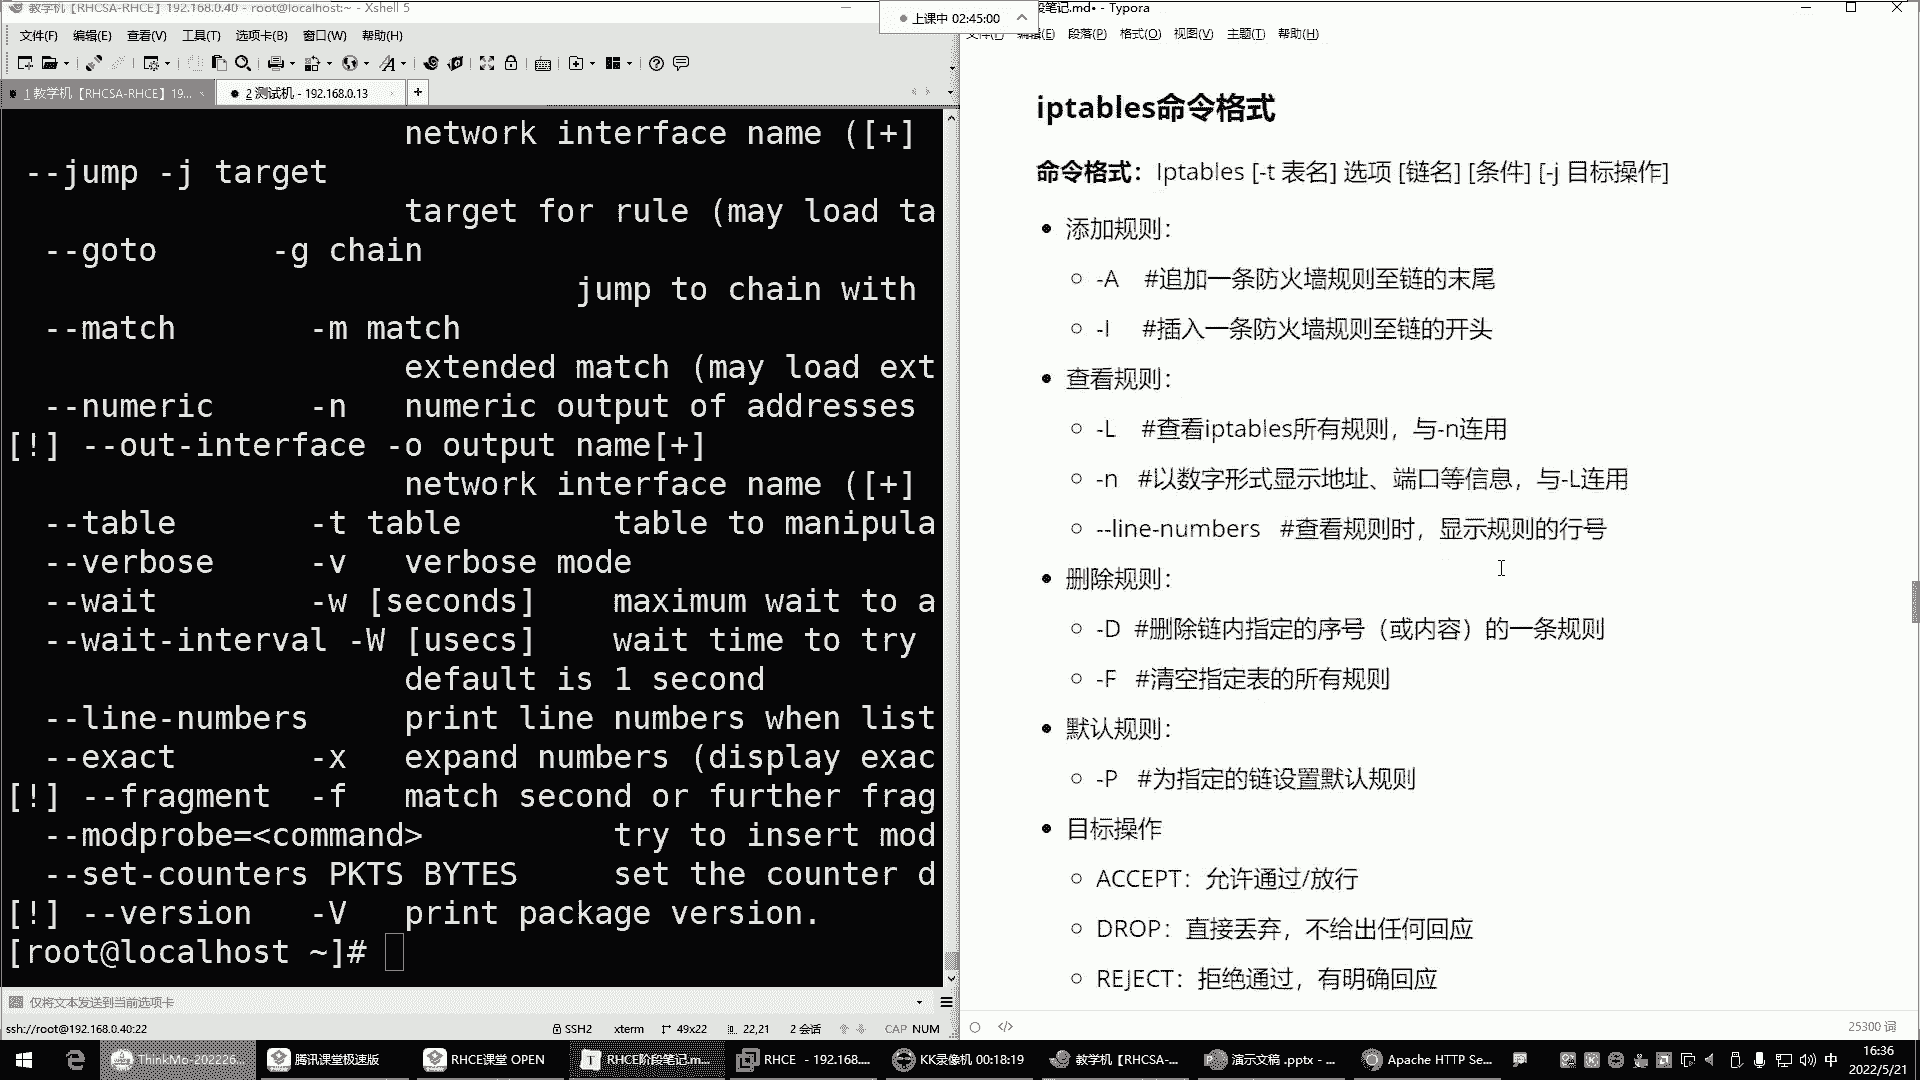 教学机【RHCSA-RHCE】192.168.0.40 - root@localhost:~ - Xshell 5
文件(F) 编辑(E) 查看(V) 工具(T) 选项卡(B) 窗口(W) 帮助(H)
1 教学机【RHCSA-RHCE】19...
2 测试机 - 192.168.0.13
network interface name ([+]
--jump -j target
target for rule (may load ta
--goto -g chain
jump to chain with
--match -m match
extended match (may load ext
--numeric -n numeric output of addresses
[!] --out-interface -o output name[+]
network interface name ([+]
--table -t table table to manipula
--verbose -v verbose mode
--wait -w [seconds] maximum wait to a
--wait-interval -W [usecs] wait time to try
default is 1 second
--line-numbers print line numbers when list
--exact -x expand numbers (display exac
[!] --fragment -f match second or further frag
--modprobe=<command> try to insert mod
--set-counters PKTS BYTES set the counter d
[!] --version -V print package version.
[root@localhost ~]#
仅将文本发送到当前选项卡
ssh://root@192.168.0.40:22 SSH2 xterm 49x22 22,21 2 会话 CAP NUM
上课中 02:45:00
段笔记.md• - Typora
文件(F) 编辑(E) 段落(P) 格式(O) 视图(V) 主题(T) 帮助(H)
iptables命令格式
命令格式：Iptables [-t 表名] 选项 [链名] [条件] [-j 目标操作]
添加规则：
-A #追加一条防火墙规则至链的末尾
-I #插入一条防火墙规则至链的开头
查看规则：
-L #查看iptables所有规则，与-n连用
-n #以数字形式显示地址、端口等信息，与-L连用
--line-numbers #查看规则时，显示规则的行号
删除规则：
-D #删除链内指定的序号（或内容）的一条规则
-F #清空指定表的所有规则
默认规则：
-P #为指定的链设置默认规则
目标操作
ACCEPT：允许通过/放行
DROP：直接丢弃，不给出任何回应
REJECT：拒绝通过，有明确回应
25300 词
ThinkMo-202226...
腾讯课堂极速版
RHCE课堂 OPEN
RHCE阶段笔记.m...
RHCE - 192.168....
KK录像机 00:18:19
教学机【RHCSA-...
演示文稿 .pptx - ...
Apache HTTP Se...
中
16:36
2022/5/21